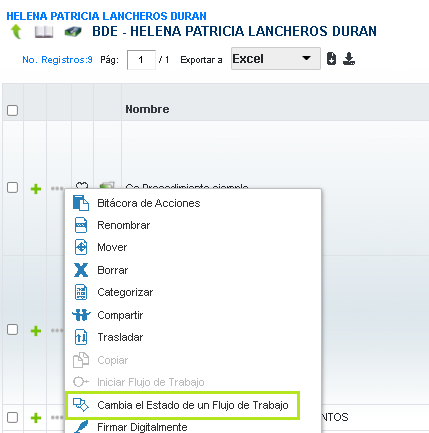 HELENA PATRICIA LANCHEROS DURAN
BDE - HELENA PATRICIA LANCHEROS DURAN
No. Registros:9 Pág: 1 / 1 Exportar a Excel
Nombre
Co Procedimiento ejemplo
Bitácora de Acciones
Renombrar
Mover
Borrar
Categorizar
Compartir
Trasladar
Copiar
Iniciar Flujo de Trabajo
Cambia el Estado de un Flujo de Trabajo
NTOS
Firmar Digitalmente